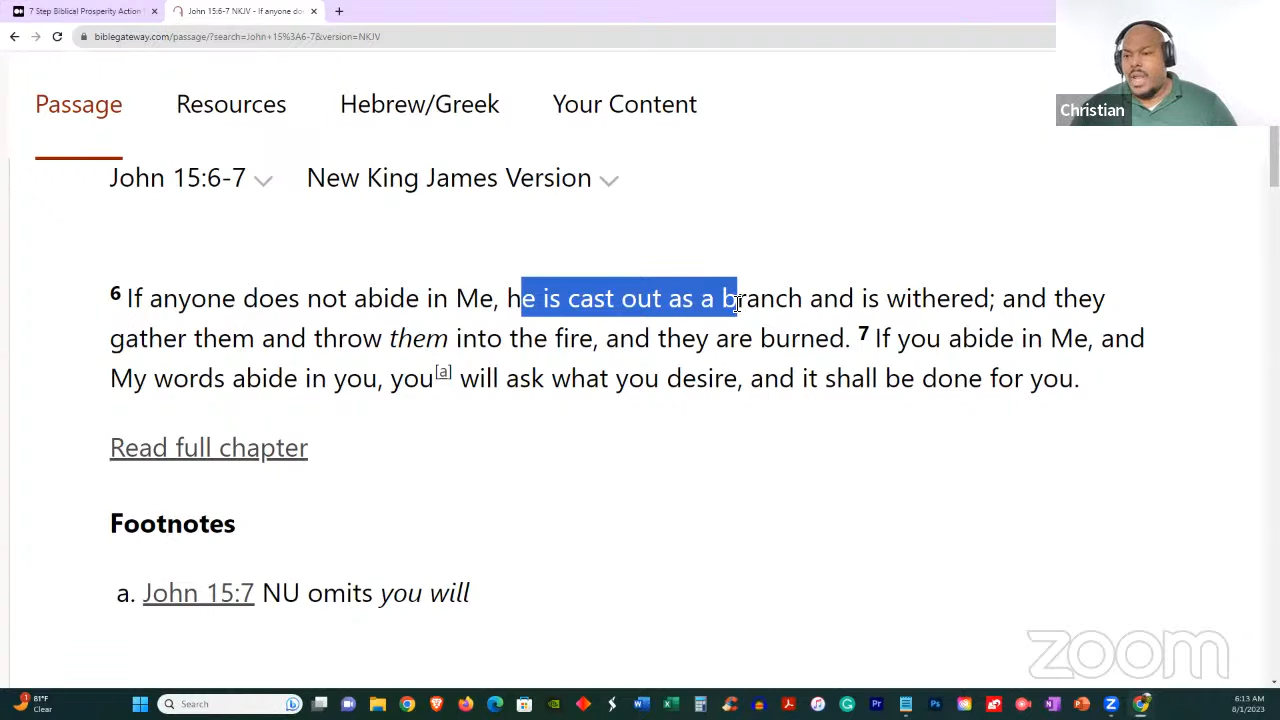 7 Step Biblical Prosperity Action
John 15:6-7 NKJV - If anyone do
biblegateway.com/passage/?search=John+15%3A6-7&version=NKJV
Christian
Passage Resources Hebrew/Greek Your Content
John 15:6-7 New King James Version
6 If anyone does not abide in Me, he is cast out as a branch and is withered; and they
gather them and throw them into the fire, and they are burned. 7 If you abide in Me, and
My words abide in you, you[a] will ask what you desire, and it shall be done for you.
Read full chapter
Footnotes
a. John 15:7 NU omits you will
zoom
1
81°F
Clear
Search
6:13 AM
8/1/2023